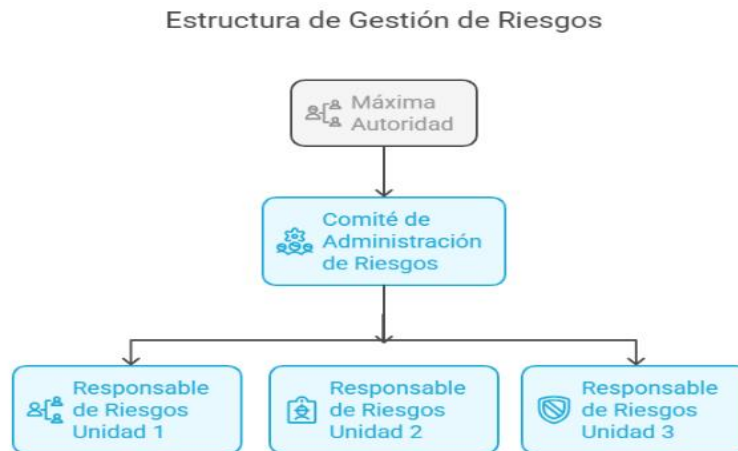 Estructura de Gestión de Riesgos
Máxima
Autoridad
Comité de
Administración
de Riesgos
Responsable
de Riesgos
Unidad 1
Responsable
de Riesgos
Unidad 2
Responsable
de Riesgos
Unidad 3